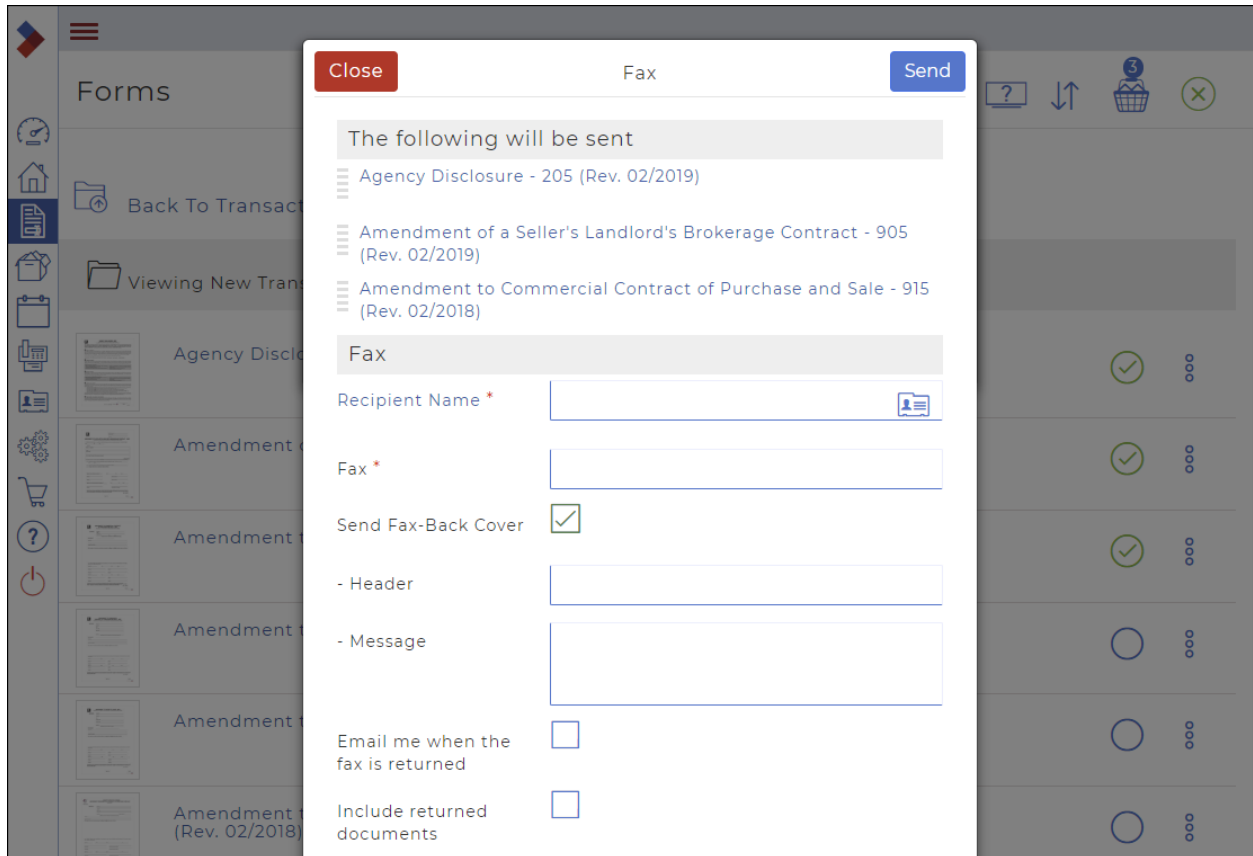 Close
Fax
Send
3
?
Forms
The following will be sent
Agency Disclosure - 205 (Rev. 02/2019)
Back To Transact
Amendment of a Seller's Landlord's Brokerage Contract - 905
(Rev. 02/2019)
Viewing New Trans
Amendment to Commercial Contract of Purchase and Sale - 915
(Rev. 02/2018)
Fax
Agency Disclo
Recipient Name *
Amendment o
Fax *
Send Fax-Back Cover
Amendment t
?
- Header
Amendment t
- Message
Amendment t
Email me when the
fax is returned
Include returned
documents
Amendment t
(Rev. 02/2018)